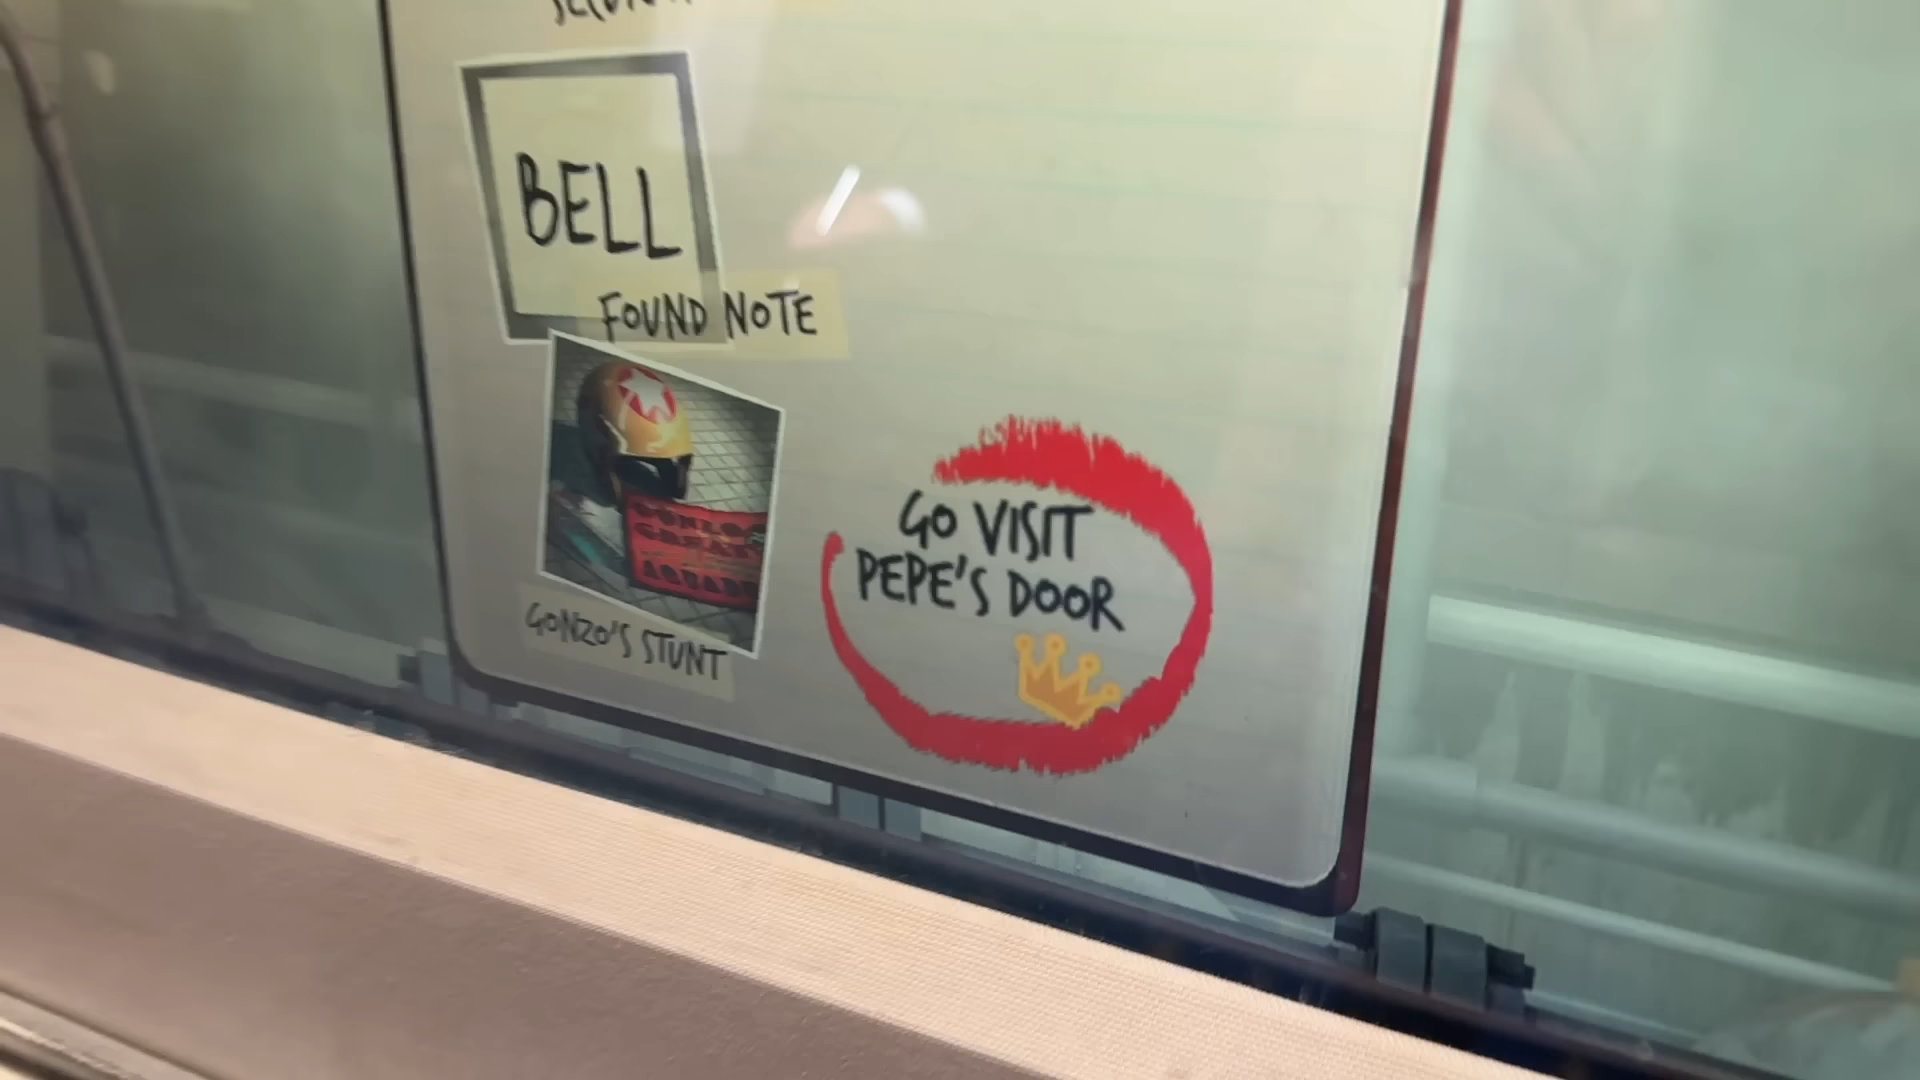 BELL
FOUND NOTE
GONZO'S STUNT
GO VISIT
PEPE'S DOOR